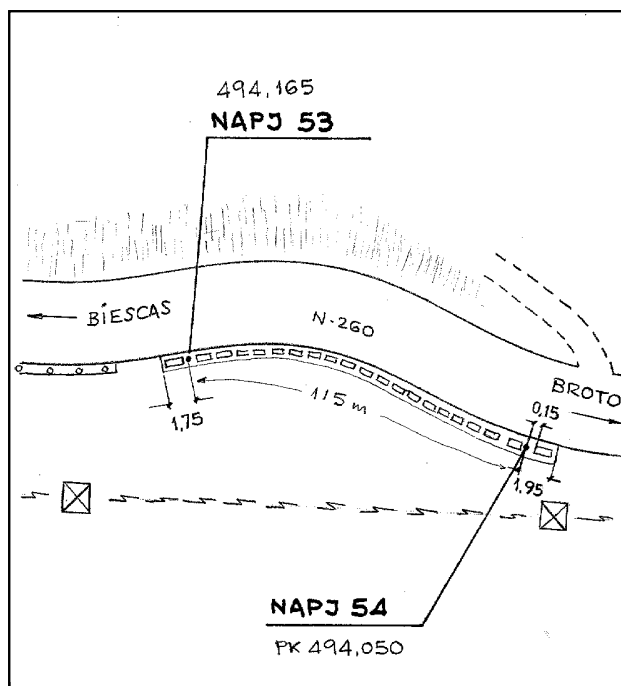 494,165
NAPJ 53
BIESCAS
N-260
BROTO
0,15
115 m
1,75
1,95
NAPJ 54
PK 494,050